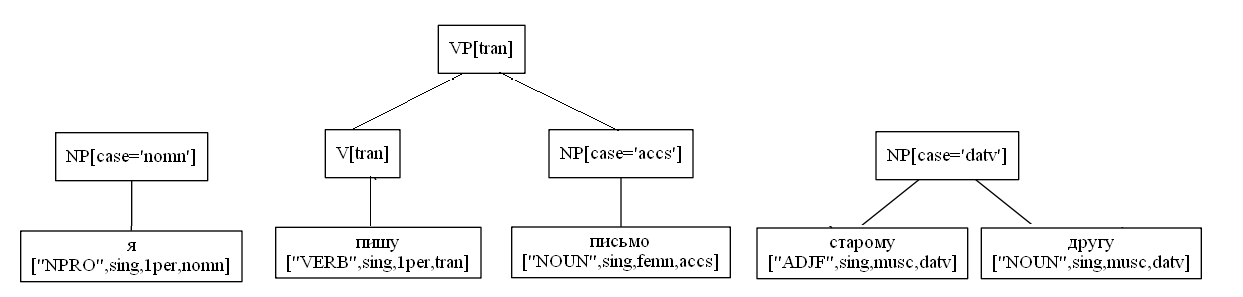 VP[tran]
NP[case='nomn']
V[tran]
NP[case='accs']
NP[case='datv']
я
["NPRO",sing,1per,nomn]
пишу
["VERB",sing,1per,tran]
письмо
["NOUN",sing,femn,accs]
старому
["ADJF",sing,musc,datv]
другу
["NOUN",sing,musc,datv]